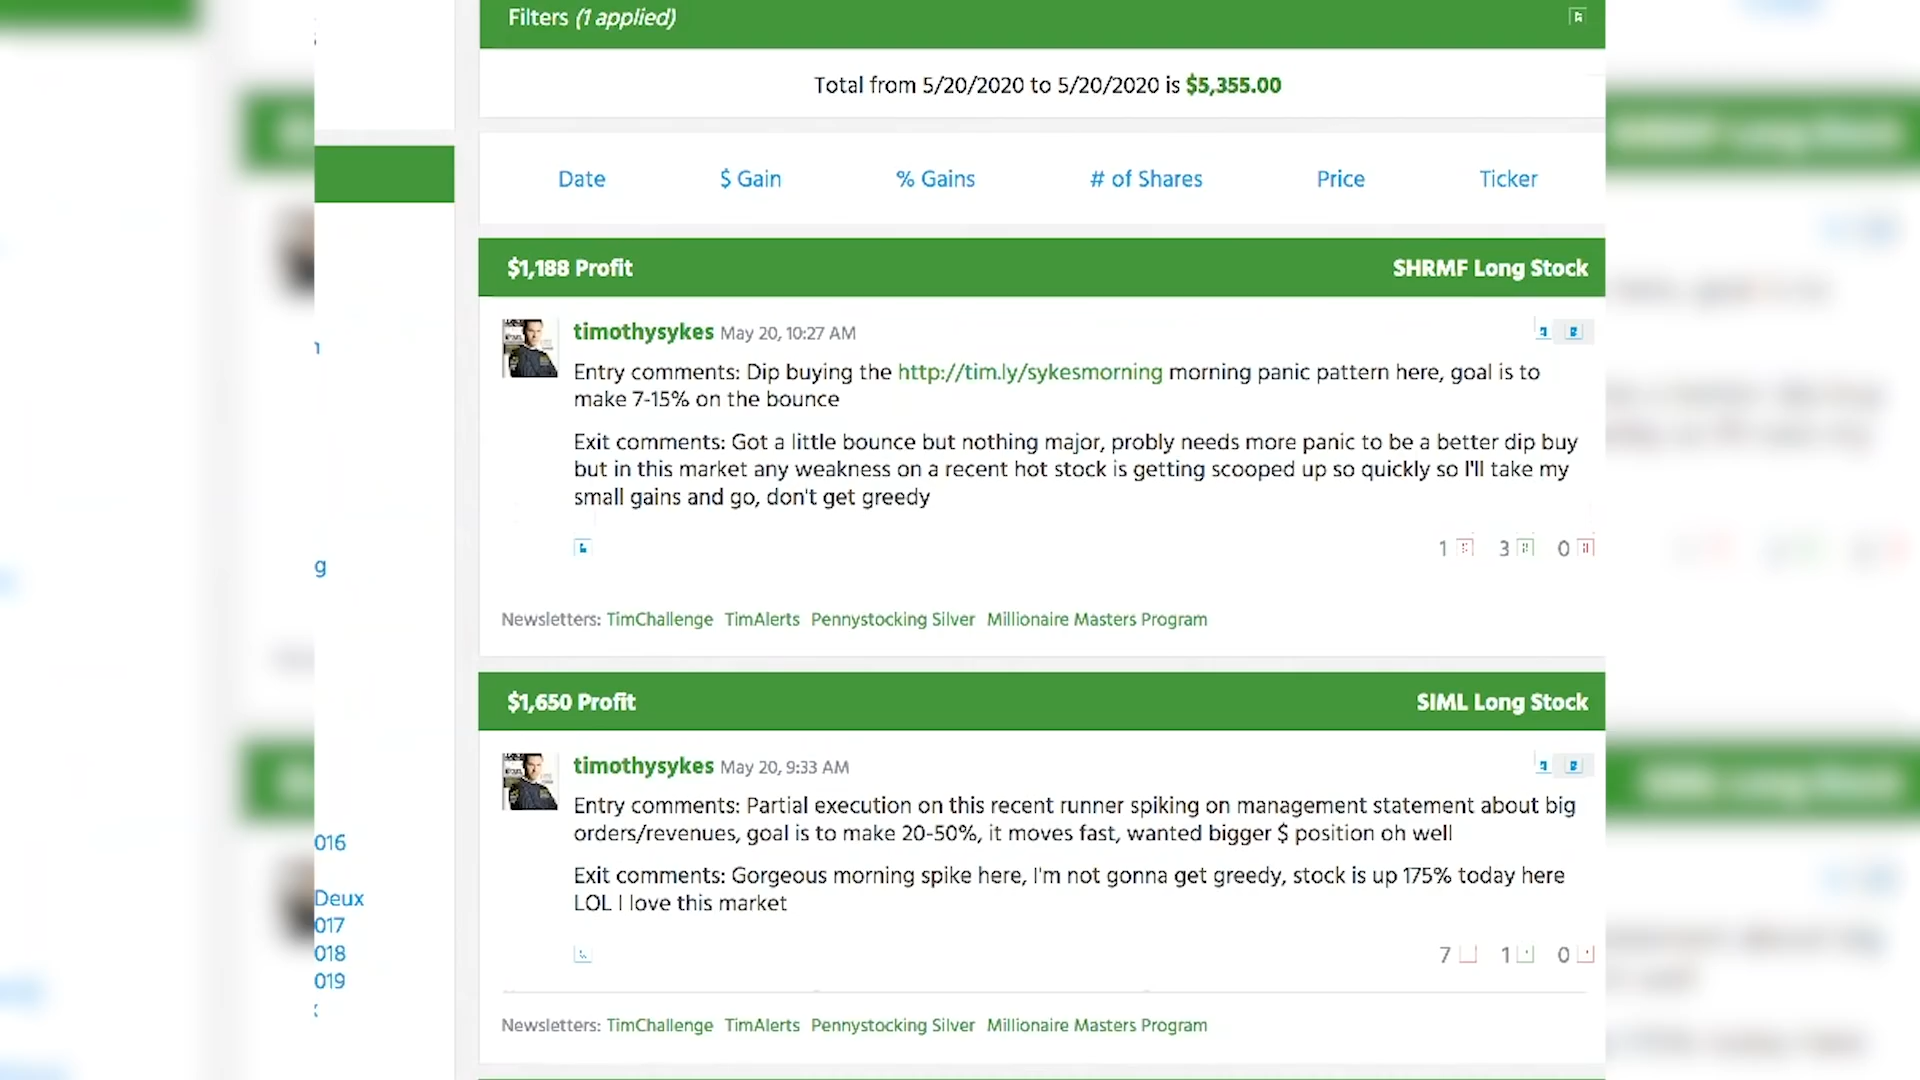 Filters (1 applied)
Total from 5/20/2020 to 5/20/2020 is $5,355.00
Date $ Gain % Gains # of Shares Price Ticker
$1,188 Profit SHRMF Long Stock
timothysykes May 20, 10:27 AM
Entry comments: Dip buying the http://tim.ly/sykesmorning morning panic pattern here, goal is to
make 7-15% on the bounce
Exit comments: Got a little bounce but nothing major, probly needs more panic to be a better dip buy
but in this market any weakness on a recent hot stock is getting scooped up so quickly so I'll take my
small gains and go, don't get greedy
1 3 0
Newsletters: TimChallenge TimAlerts Pennystocking Silver Millionaire Masters Program
$1,650 Profit SIML Long Stock
timothysykes May 20, 9:33 AM
Entry comments: Partial execution on this recent runner spiking on management statement about big
orders/revenues, goal is to make 20-50%, it moves fast, wanted bigger $ position oh well
Exit comments: Gorgeous morning spike here, I'm not gonna get greedy, stock is up 175% today here
LOL I love this market
7 1 0
Newsletters: TimChallenge TimAlerts Pennystocking Silver Millionaire Masters Program
g
016
Deux
017
018
019